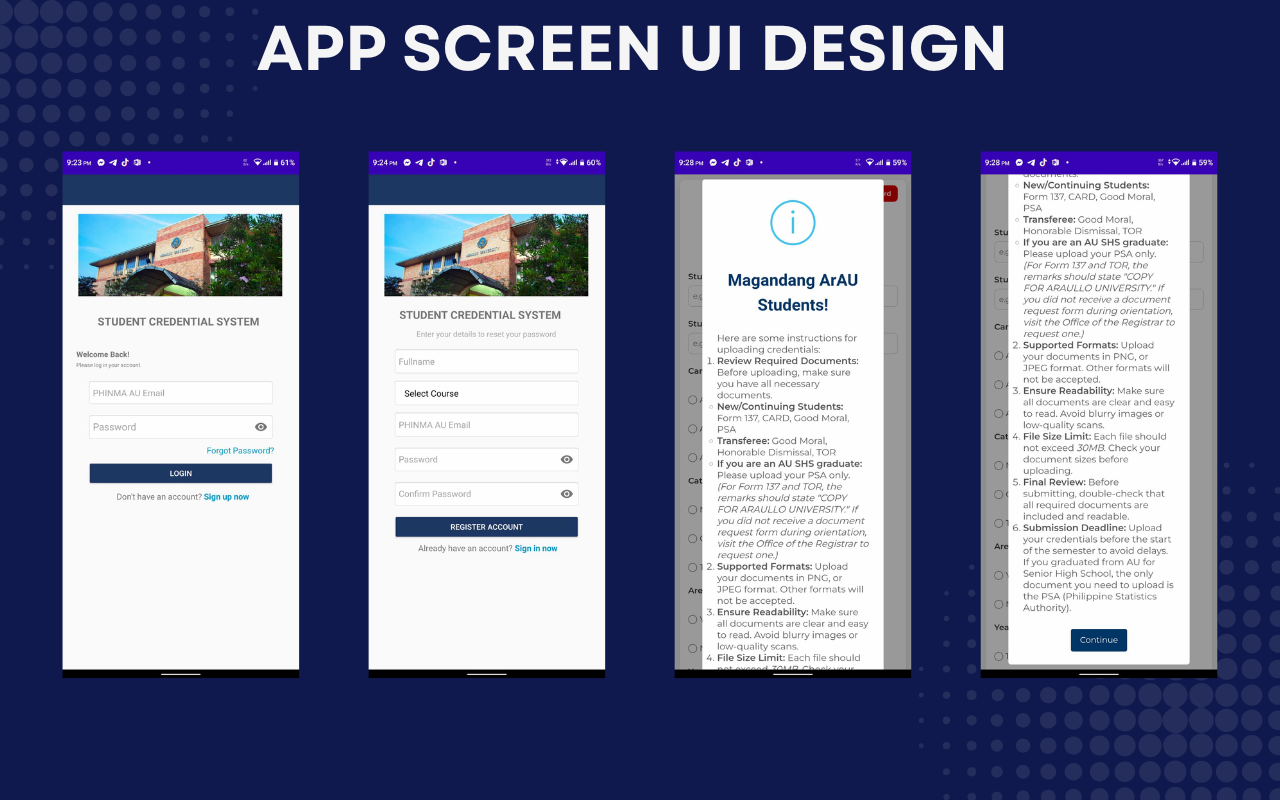 APP SCREEN UI DESIGN
9:23 PM
61%
STUDENT CREDENTIAL SYSTEM
Welcome Back!
Please log in your account.
PHINMA AU Email
Password
Forgot Password?
LOGIN
Don't have an account? Sign up now
9:24 PM
60%
STUDENT CREDENTIAL SYSTEM
Enter your details to reset your password
Fullname
Select Course
PHINMA AU Email
Password
Confirm Password
REGISTER ACCOUNT
Already have an account? Sign in now
9:28 PM
59%
Magandang ArAU
Students!
Here are some instructions for
uploading credentials:
1. Review Required Documents:
Before uploading, make sure
you have all necessary
documents.
New/Continuing Students:
Form 137, CARD, Good Moral,
PSA
Transferee: Good Moral,
Honorable Dismissal, TOR
If you are an AU SHS graduate:
Please upload your PSA only.
(For Form 137 and TOR, the
remarks should state "COPY
FOR ARAULLO UNIVERSITY." If
you did not receive a document
request form during orientation,
visit the Office of the Registrar to
request one.)
2. Supported Formats: Upload
your documents in PNG, or
JPEG format. Other formats will
not be accepted.
3. Ensure Readability: Make sure
all documents are clear and easy
to read. Avoid blurry images or
low-quality scans.
4. File Size Limit: Each file should
not exceed 30MB. Check your
9:28 PM
59%
documents.
New/Continuing Students:
Form 137, CARD, Good Moral,
PSA
Transferee: Good Moral,
Honorable Dismissal, TOR
If you are an AU SHS graduate:
Please upload your PSA only.
(For Form 137 and TOR, the
remarks should state "COPY
FOR ARAULLO UNIVERSITY." If
you did not receive a document
request form during orientation,
visit the Office of the Registrar to
request one.)
2. Supported Formats: Upload
your documents in PNG, or
JPEG format. Other formats will
not be accepted.
3. Ensure Readability: Make sure
all documents are clear and easy
to read. Avoid blurry images or
low-quality scans.
4. File Size Limit: Each file should
not exceed 30MB. Check your
document sizes before
uploading.
5. Final Review: Before
submitting, double-check that
all required documents are
included and readable.
6. Submission Deadline: Upload
your credentials before the start
of the semester to avoid delays.
If you graduated from AU for
Senior High School, the only
document you need to upload is
the PSA (Philippine Statistics
Authority).
Continue